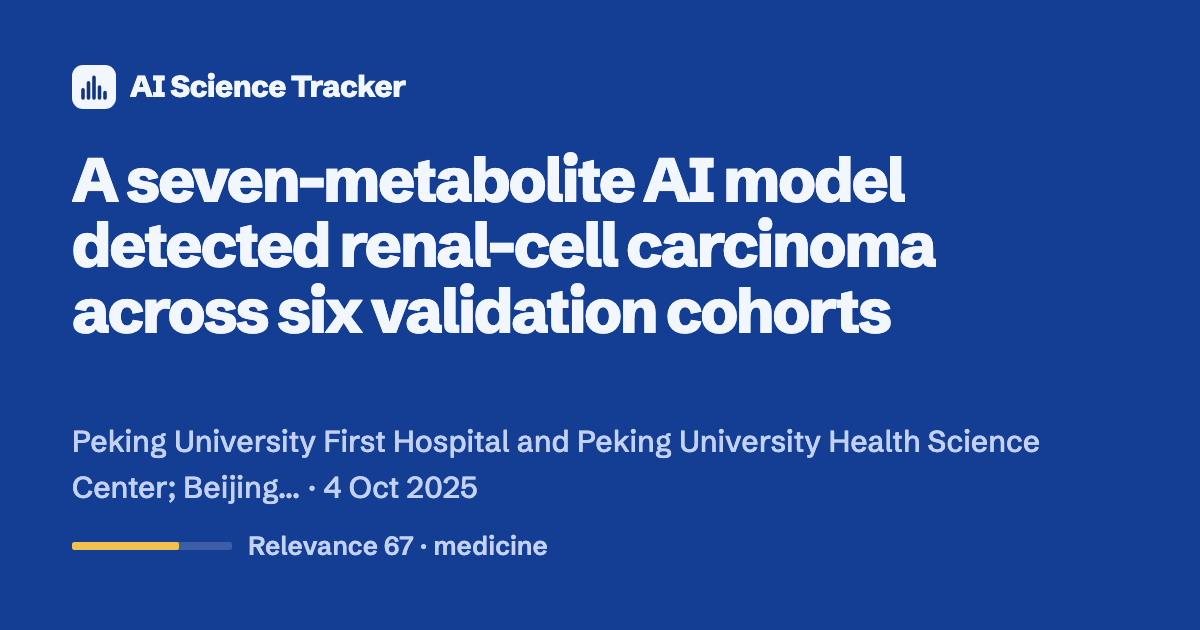 AI Science Tracker
A seven-metabolite AI model
detected renal-cell carcinoma
across six validation cohorts
Peking University First Hospital and Peking University Health Science
Center; Beijing... · 4 Oct 2025
Relevance 67 · medicine